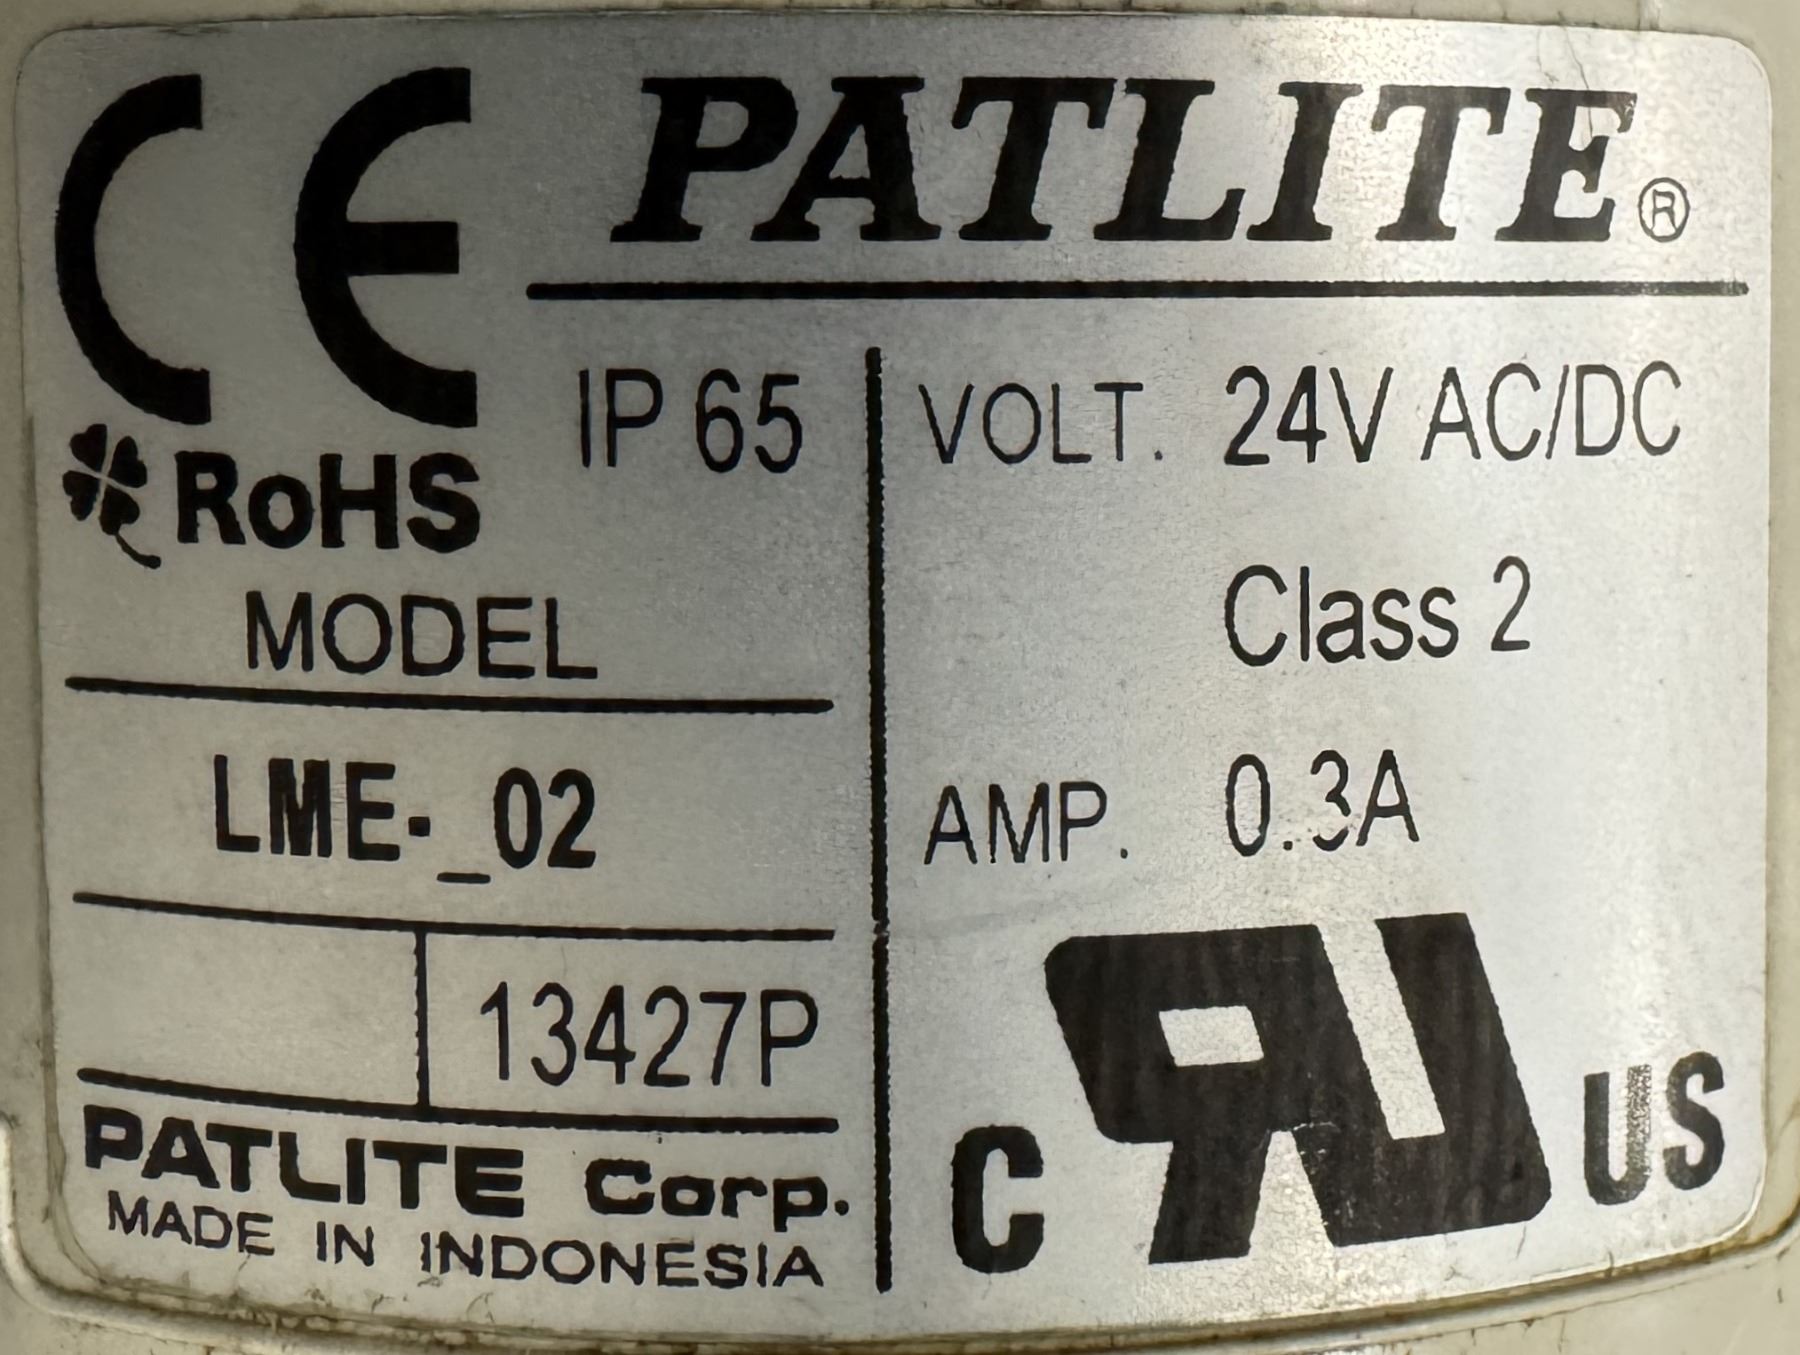 CE PATLITE®
RoHS
IP 65
MODEL
LME-_02
13427P
PATLITE Corp.
MADE IN INDONESIA
VOLT. 24V AC/DC
Class 2
AMP. 0.3A
C RU US